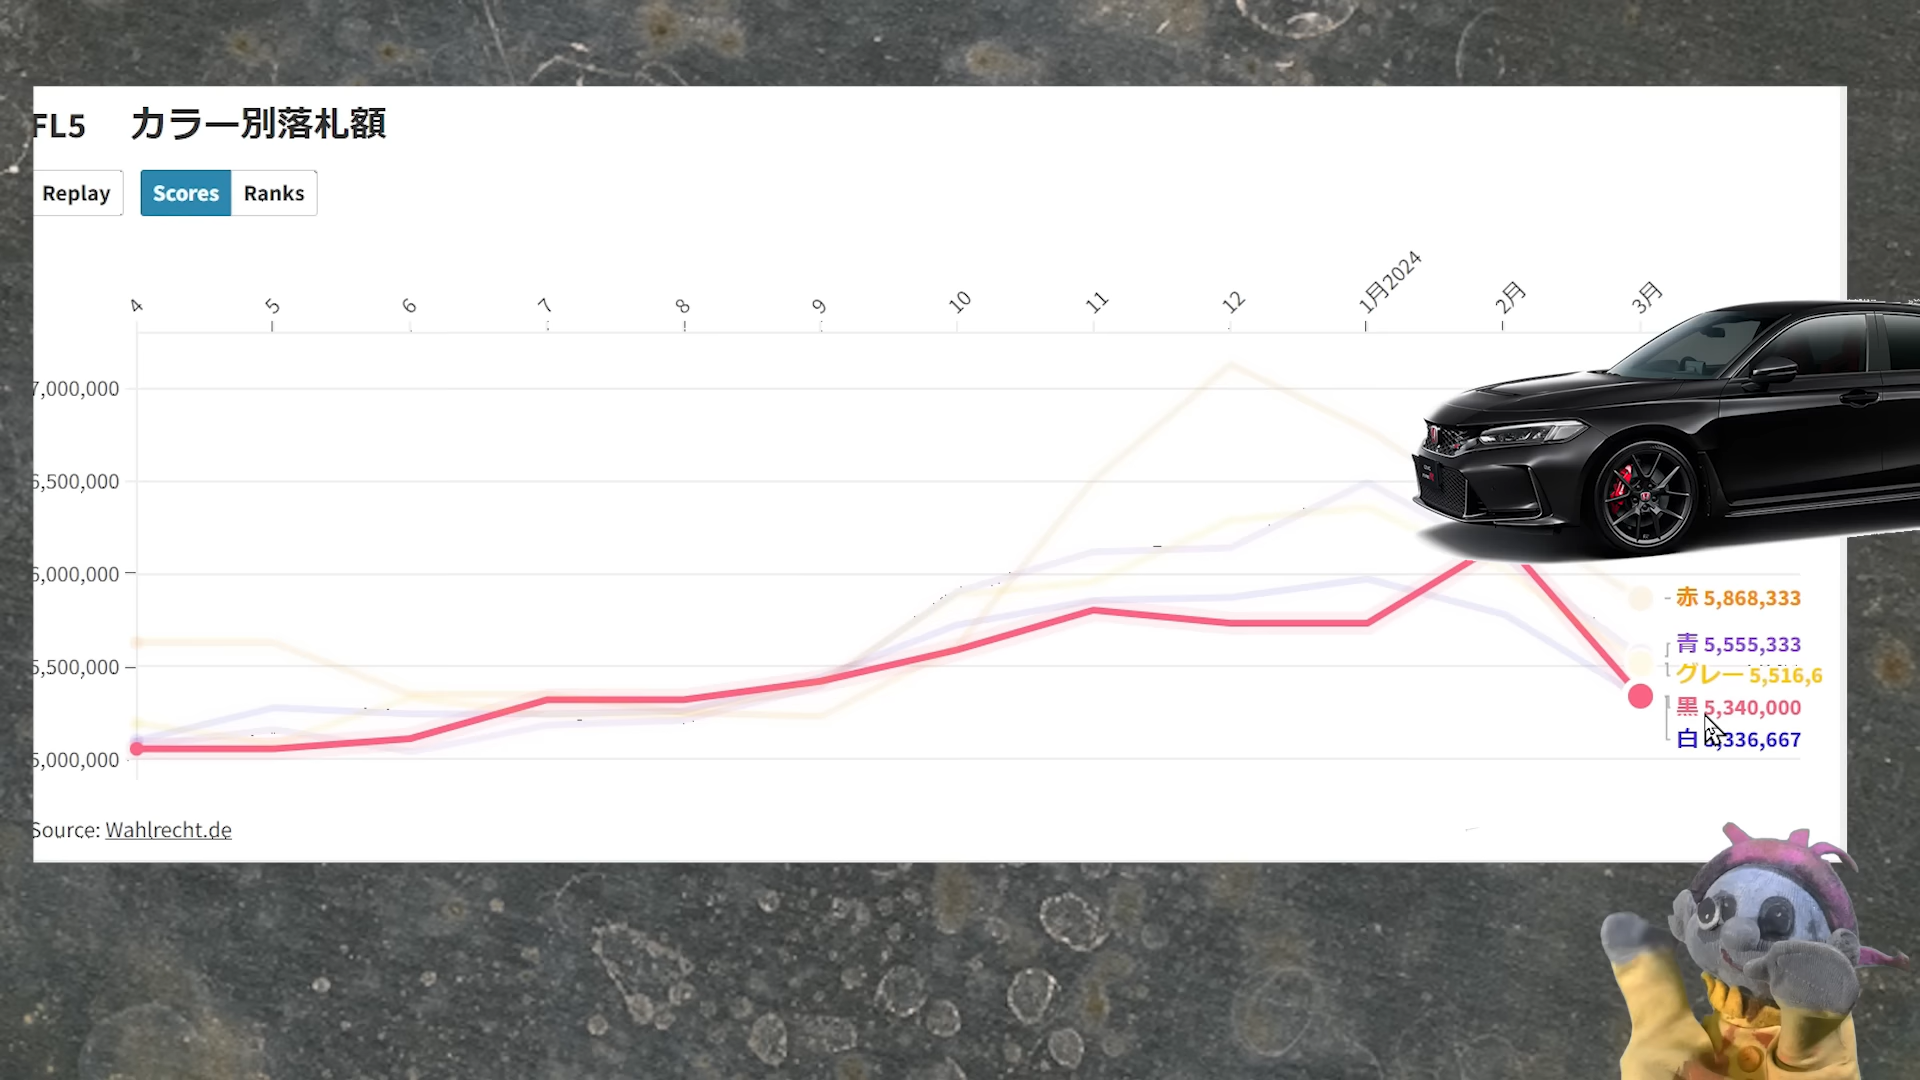 FL5 カラー別落札額
Replay Scores Ranks
4 5 6 7 8 9 10 11 12 1月2024 2月 3月
7,000,000
6,500,000
6,000,000
5,500,000
5,000,000
赤 5,868,333
青 5,555,333
グレー 5,516,6
黒 5,340,000
白 5,336,667
Source: Wahlrecht.de